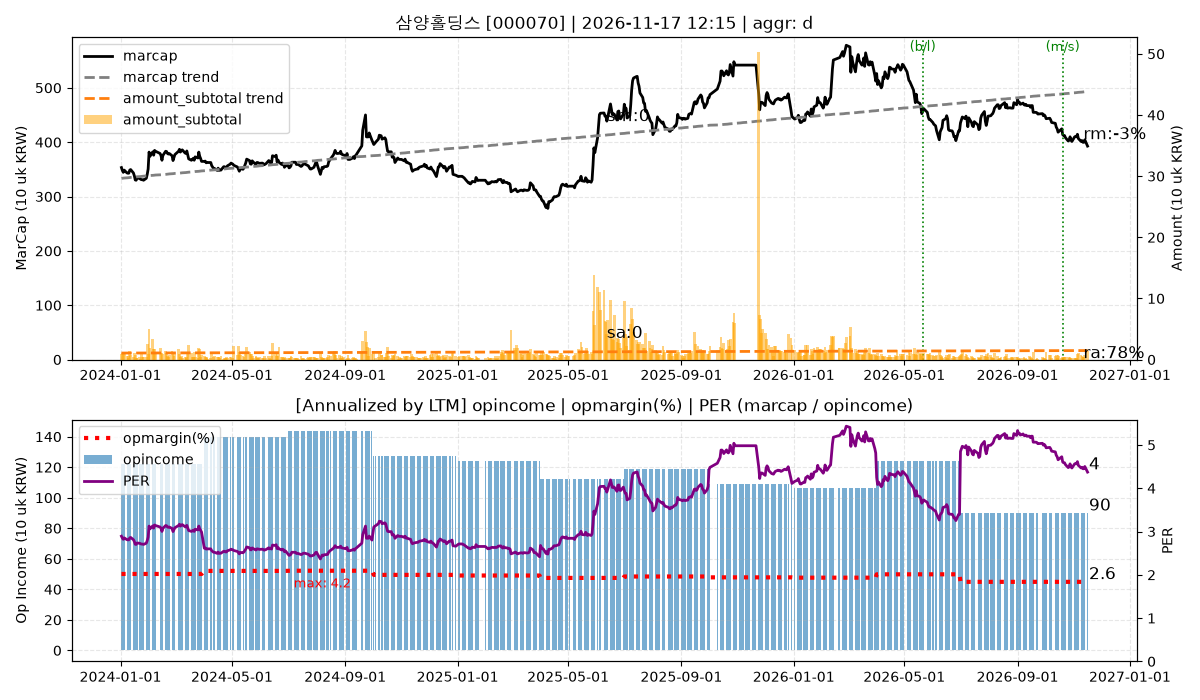 삼양홀딩스 [000070] | 2026-11-17 12:15 | aggr: d
marcap
marcap trend
amount_subtotal trend
amount_subtotal
(b/l)
(m/s)
rm:-3%
sa:0
ra:78%
MarCap (10 uk KRW)
0
100
200
300
400
500
Amount (10 uk KRW)
0
10
20
30
40
50
2024-01-01
2024-05-01
2024-09-01
2025-01-01
2025-05-01
2025-09-01
2026-01-01
2026-05-01
2026-09-01
2027-01-01
[Annualized by LTM] opincome | opmargin(%) | PER (marcap / opincome)
opmargin(%)
opincome
PER
max: 4.2
4
90
2.6
Op Income (10 uk KRW)
0
20
40
60
80
100
120
140
PER
0
1
2
3
4
5
2024-01-01
2024-05-01
2024-09-01
2025-01-01
2025-05-01
2025-09-01
2026-01-01
2026-05-01
2026-09-01
2027-01-01